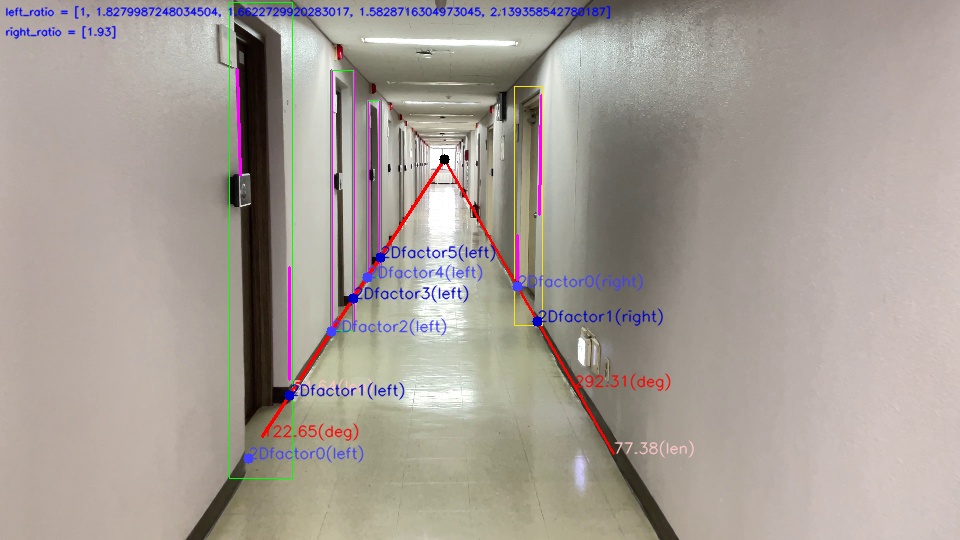 left_ratio = [1, 1.8279987248034504, 1.6622729920283017, 1.5828716304973045, 2.139358542780187]
right_ratio = [1.93]
2Dfactor5(left)
2Dfactor4(left)
2Dfactor0(right)
2Dfactor3(left)
2Dfactor1(right)
2Dfactor2(left)
292.31(deg)
2Dfactor1(left)
122.65(deg)
77.38(len)
2Dfactor0(left)